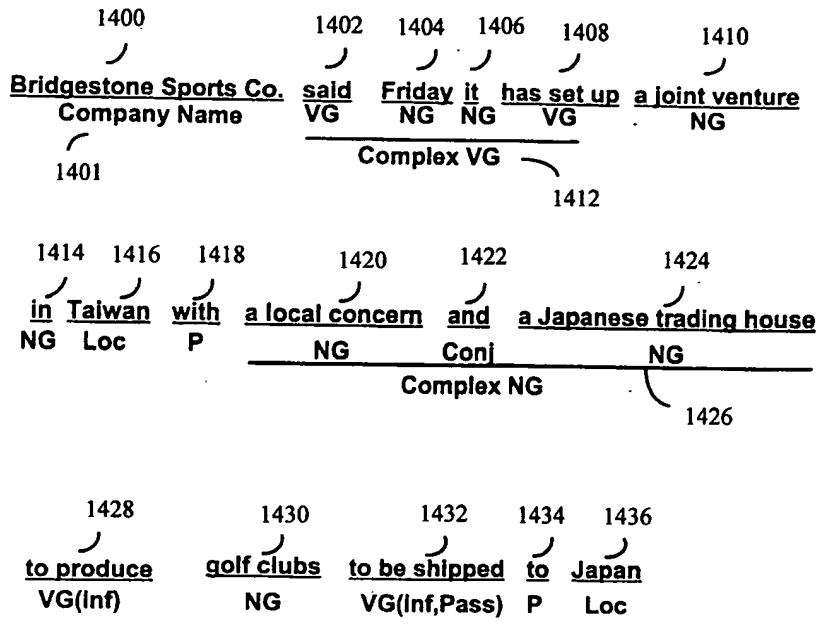 1400 1402 1404 1406 1408 1410
Bridgestone Sports Co. said Friday it has set up a joint venture
Company Name VG NG NG VG NG
Complex VG
1401 1412
1414 1416 1418 1420 1422 1424
in Taiwan with a local concern and a Japanese trading house
NG Loc P NG Conj NG
Complex NG
1426
1428 1430 1432 1434 1436
to produce golf clubs to be shipped to Japan
VG(Inf) NG VG(Inf,Pass) P Loc